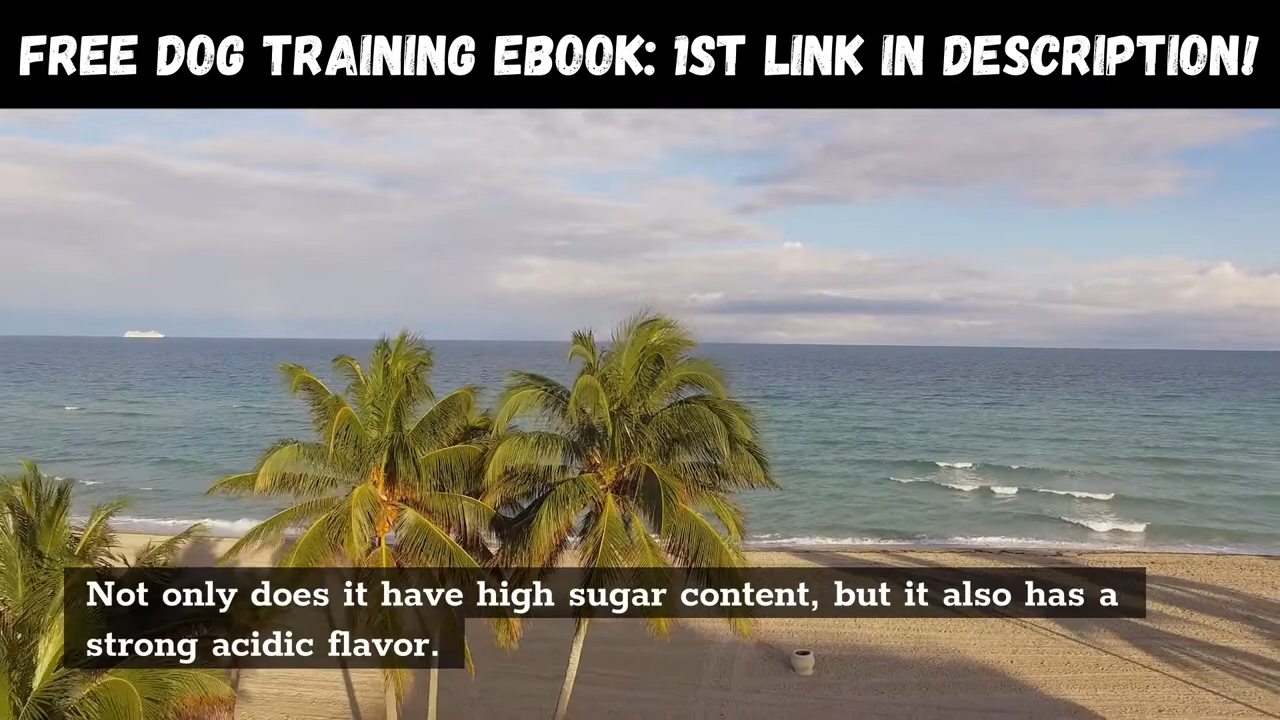 FREE DOG TRAINING EBOOK: 1ST LINK IN DESCRIPTION!
Not only does it have high sugar content, but it also has a
strong acidic flavor.